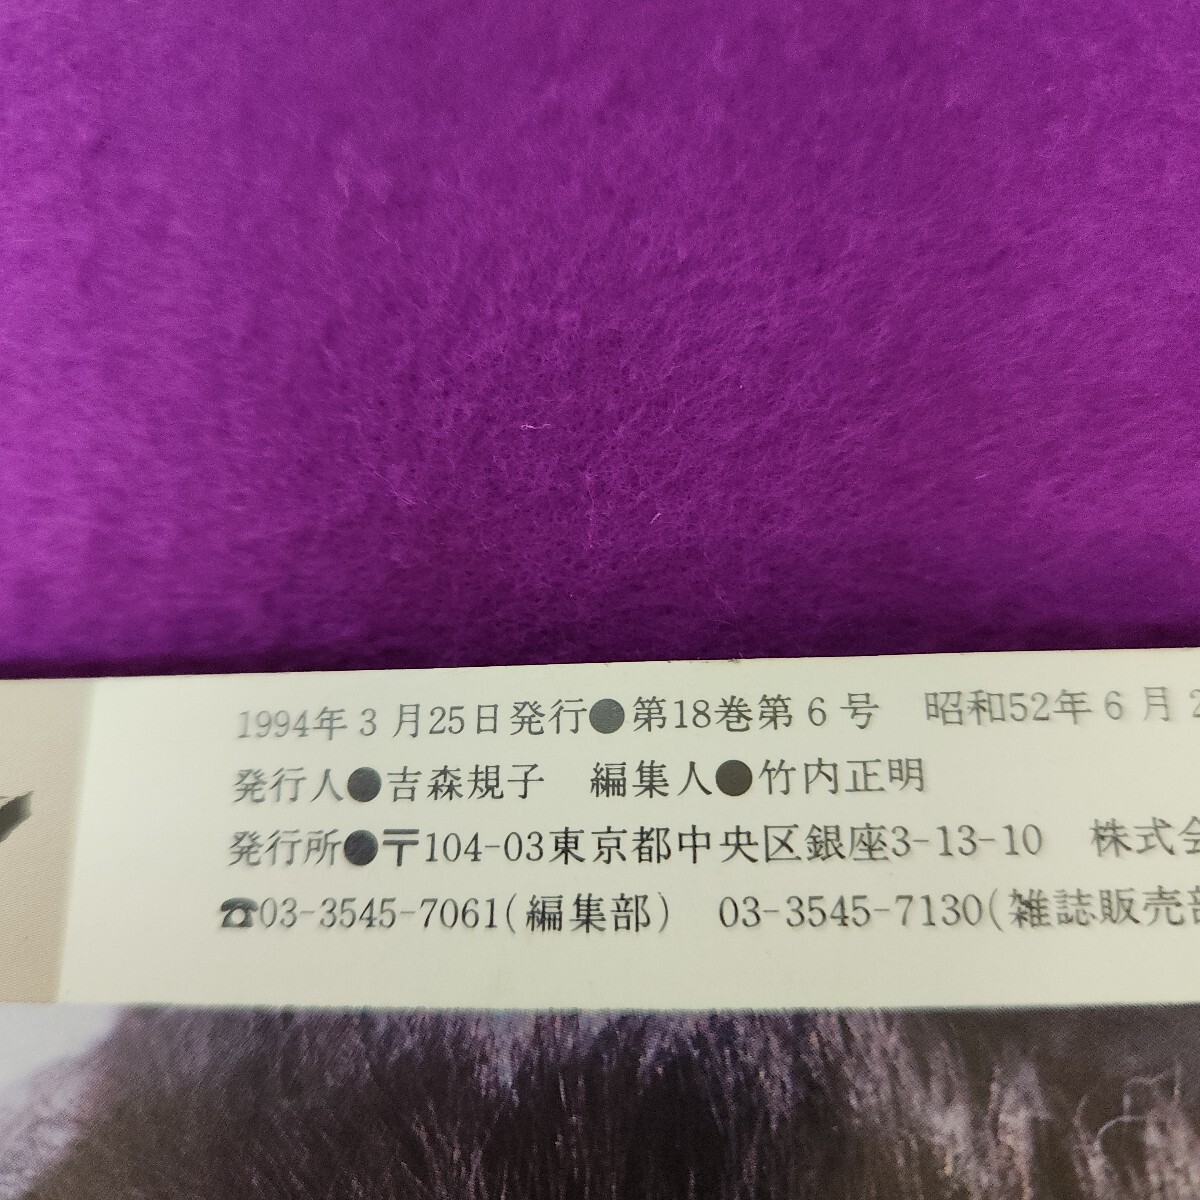 1994年3月25日発行●第18巻第6号　昭和52年6月2
発行人●吉森規子　編集人●竹内正明
発行所●〒104-03東京都中央区銀座3-13-10　株式会
☎03-3545-7061(編集部)　03-3545-7130(雑誌販売部